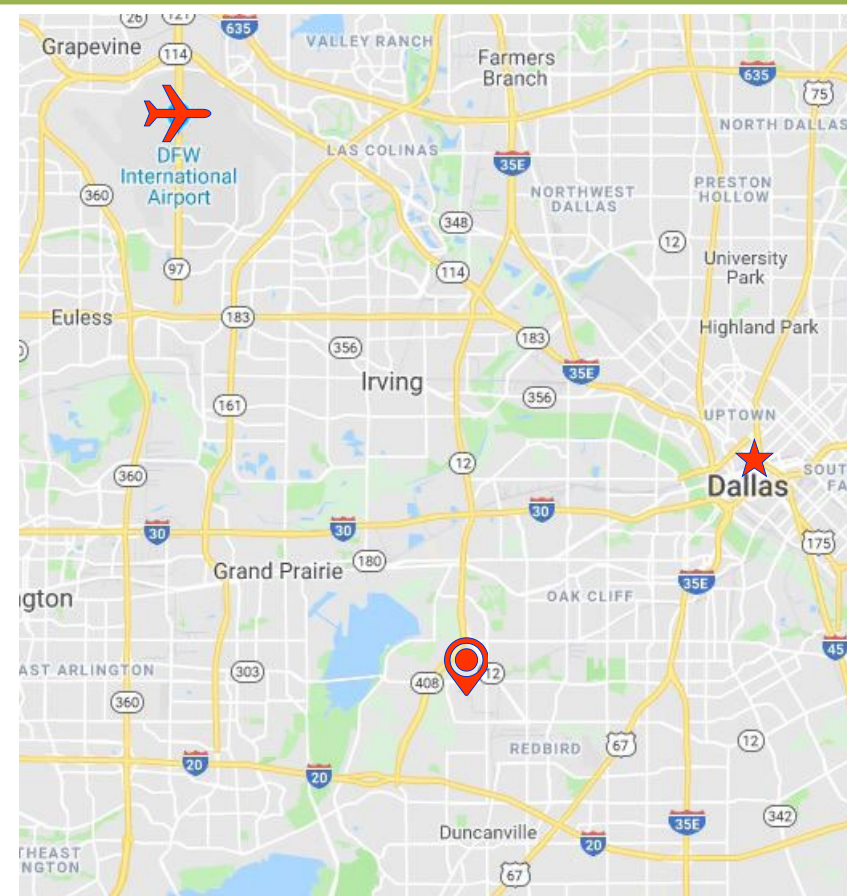 26
121
635
Grapevine
114
VALLEY RANCH
Farmers
Branch
635
75
NORTH DALLAS
DFW
International
Airport
LAS COLINAS
35E
360
NORTHWEST
DALLAS
PRESTON
HOLLOW
348
12
University
Park
97
114
Euless
183
Highland Park
183
356
35E
Irving
356
161
UPTOWN
12
360
Dallas
SOUT
FA
30
30
30
175
Grand Prairie
180
35E
gton
OAK CLIFF
45
AST ARLINGTON
303
408
12
360
REDBIRD
67
12
20
20
342
35E
Duncanville
20
THEAST
NGTON
67